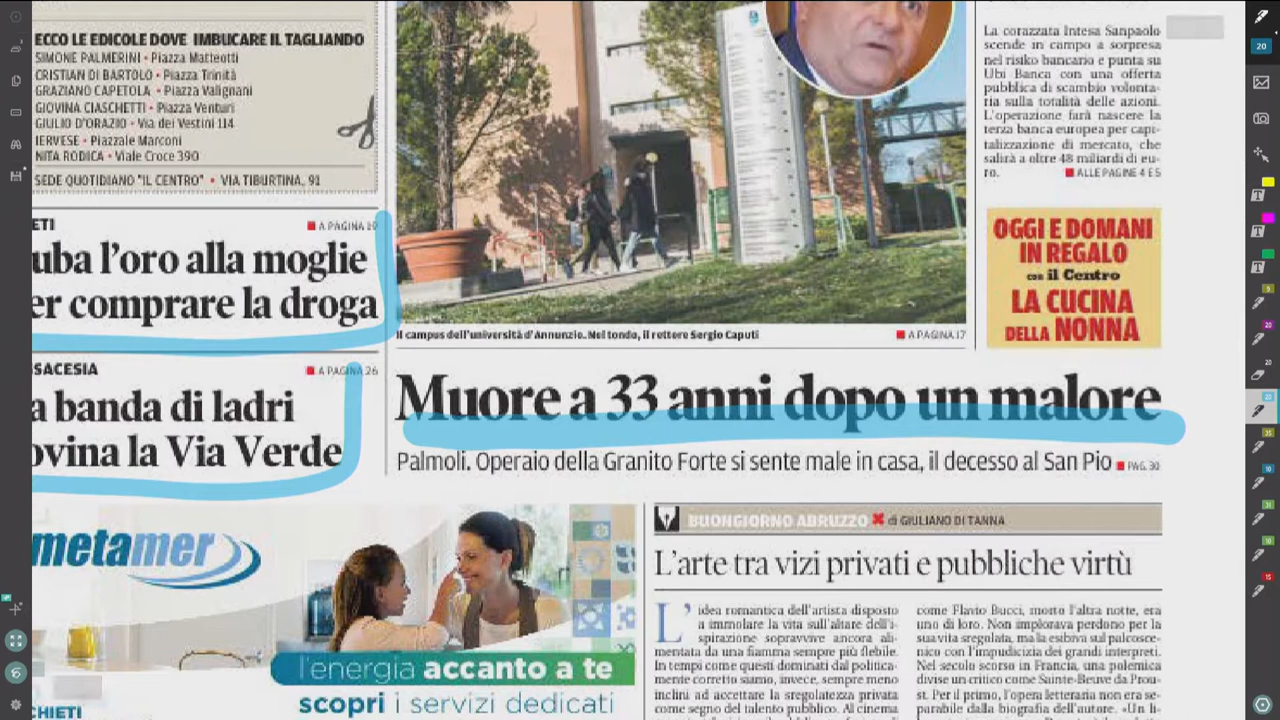 ECCO LE EDICOLE DOVE IMBUCARE IL TAGLIANDO
SIMONE PALMERINI • Piazza Matteotti
CRISTIAN DI BARTOLO • Piazza Trinità
GRAZIANO CAPETOLA • Piazza Valignani
GIOVINA CIASCHETTI • Piazza Venturi
GIULIO D'ORAZIO • Via dei Vestini 114
IERVESE • Piazzale Marconi
NITA RODICA • Viale Croce 390
SEDE QUOTIDIANO "IL CENTRO" • VIA TIBURTINA, 91
ETI
A PAGINA 19
uba l'oro alla moglie
er comprare la droga
SSACESIA
A PAGINA 26
a banda di ladri
ovina la Via Verde
Il campus dell'università d'Annunzio. Nel tondo, il rettore Sergio Caputi
A PAGINA 17
Muore a 33 anni dopo un malore
Palmoli. Operaio della Granito Forte si sente male in casa, il decesso al San Pio PAG. 30
La corazzata Intesa Sanpaolo
scende in campo a sorpresa
nel risiko bancario e punta su
Ubi Banca con una offerta
pubblica di scambio volonta-
ria sulla totalità delle azioni.
L'operazione farà nascere la
terza banca europea per capi-
talizzazione di mercato, che
salirà a oltre 48 miliardi di eu-
ro.
ALLE PAGINE 4 E 5
OGGI E DOMANI
IN REGALO
con il Centro
LA CUCINA
DELLA NONNA
metamer
l'energia accanto a te
scopri i servizi dedicati
CHIETI
BUONGIORNO ABRUZZO di GIULIANO DI TANNA
L'arte tra vizi privati e pubbliche virtù
L'idea romantica dell'artista disposto
a immolare la vita sull'altare dell'i-
spirazione sopravvive ancora ali-
mentata da una fiamma sempre più flebile.
In tempo come questi dominati dal politica-
mente corretto siamo, invece, sempre meno
inclini ad accettare la sregolatezza privata
come segno del talento pubblico. Al cinema
come Flavio Bucci, morto l'altra notte, era
uno di loro. Non imploravano perdono per la
sua vita sregolata, ma la esibiva sul palcosce-
nico con l'impudicizia dei grandi interpreti.
Nel secolo scorso in Francia, una polemica
divise un critico come Sainte-Beuve da Prou-
st. Per il primo, l'opera letteraria non era se-
parabile dalla biografia dell'autore. «Un li-